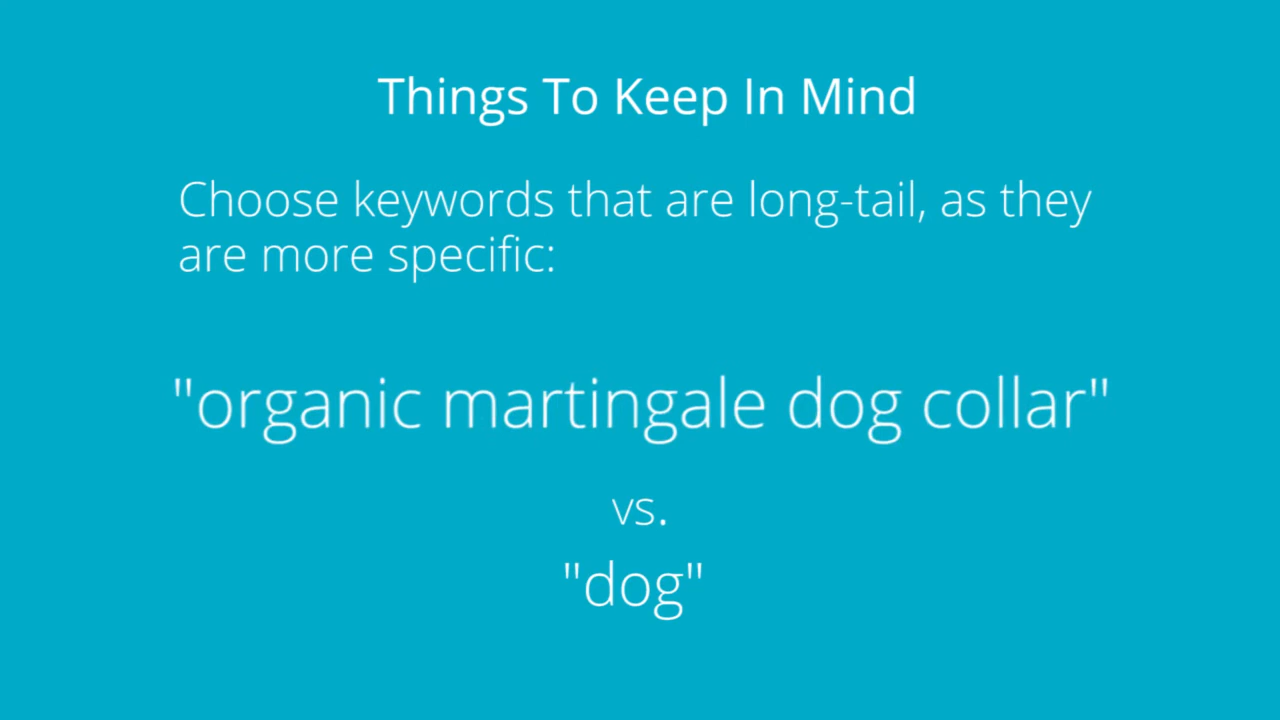 Things To Keep In Mind
Choose keywords that are long-tail, as they
are more specific:
"organic martingale dog collar"
vs.
"dog"